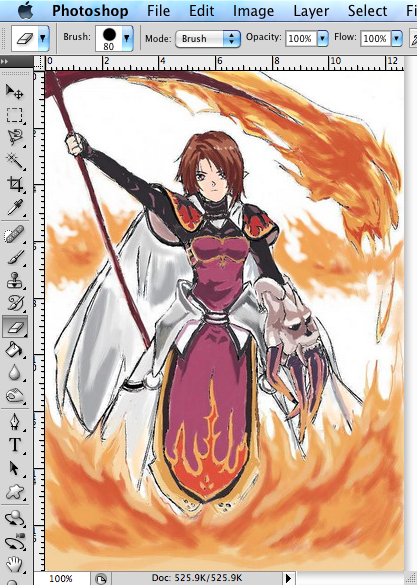 Photoshop File Edit Image Layer Select
Brush: 80 Mode: Brush Opacity: 100% Flow: 100%
T
100% Doc: 525.9K/525.9K